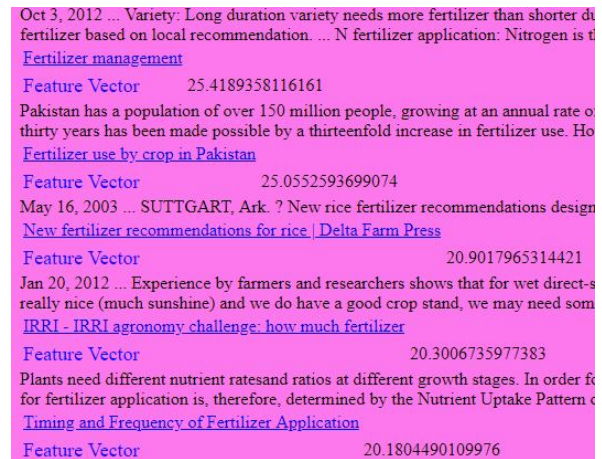 Oct 3, 2012 ... Variety: Long duration variety needs more fertilizer than shorter
fertilizer based on local recommendation. ... N fertilizer application: Nitrogen is
Fertilizer management
Feature Vector 25.4189358116161
Pakistan has a population of over 150 million people, growing at an annual rate
thirty years has been made possible by a thirteenfold increase in fertilizer use.
Fertilizer use by crop in Pakistan
Feature Vector 25.0552593699074
May 16, 2003 ... SUTTGART, Ark. ? New rice fertilizer recommendations
New fertilizer recommendations for rice | Delta Farm Press
Feature Vector 20.9017965314421
Jan 20, 2012 ... Experience by farmers and researchers shows that for wet
really nice (much sunshine) and we do have a good crop stand, we may need
IRRI - IRRI agronomy challenge: how much fertilizer
Feature Vector 20.3006735977383
Plants need different nutrient ratesand ratios at different growth stages. In order
for fertilizer application is, therefore, determined by the Nutrient Uptake Pattern
Timing and Frequency of Fertilizer Application
Feature Vector 20.1804490109976